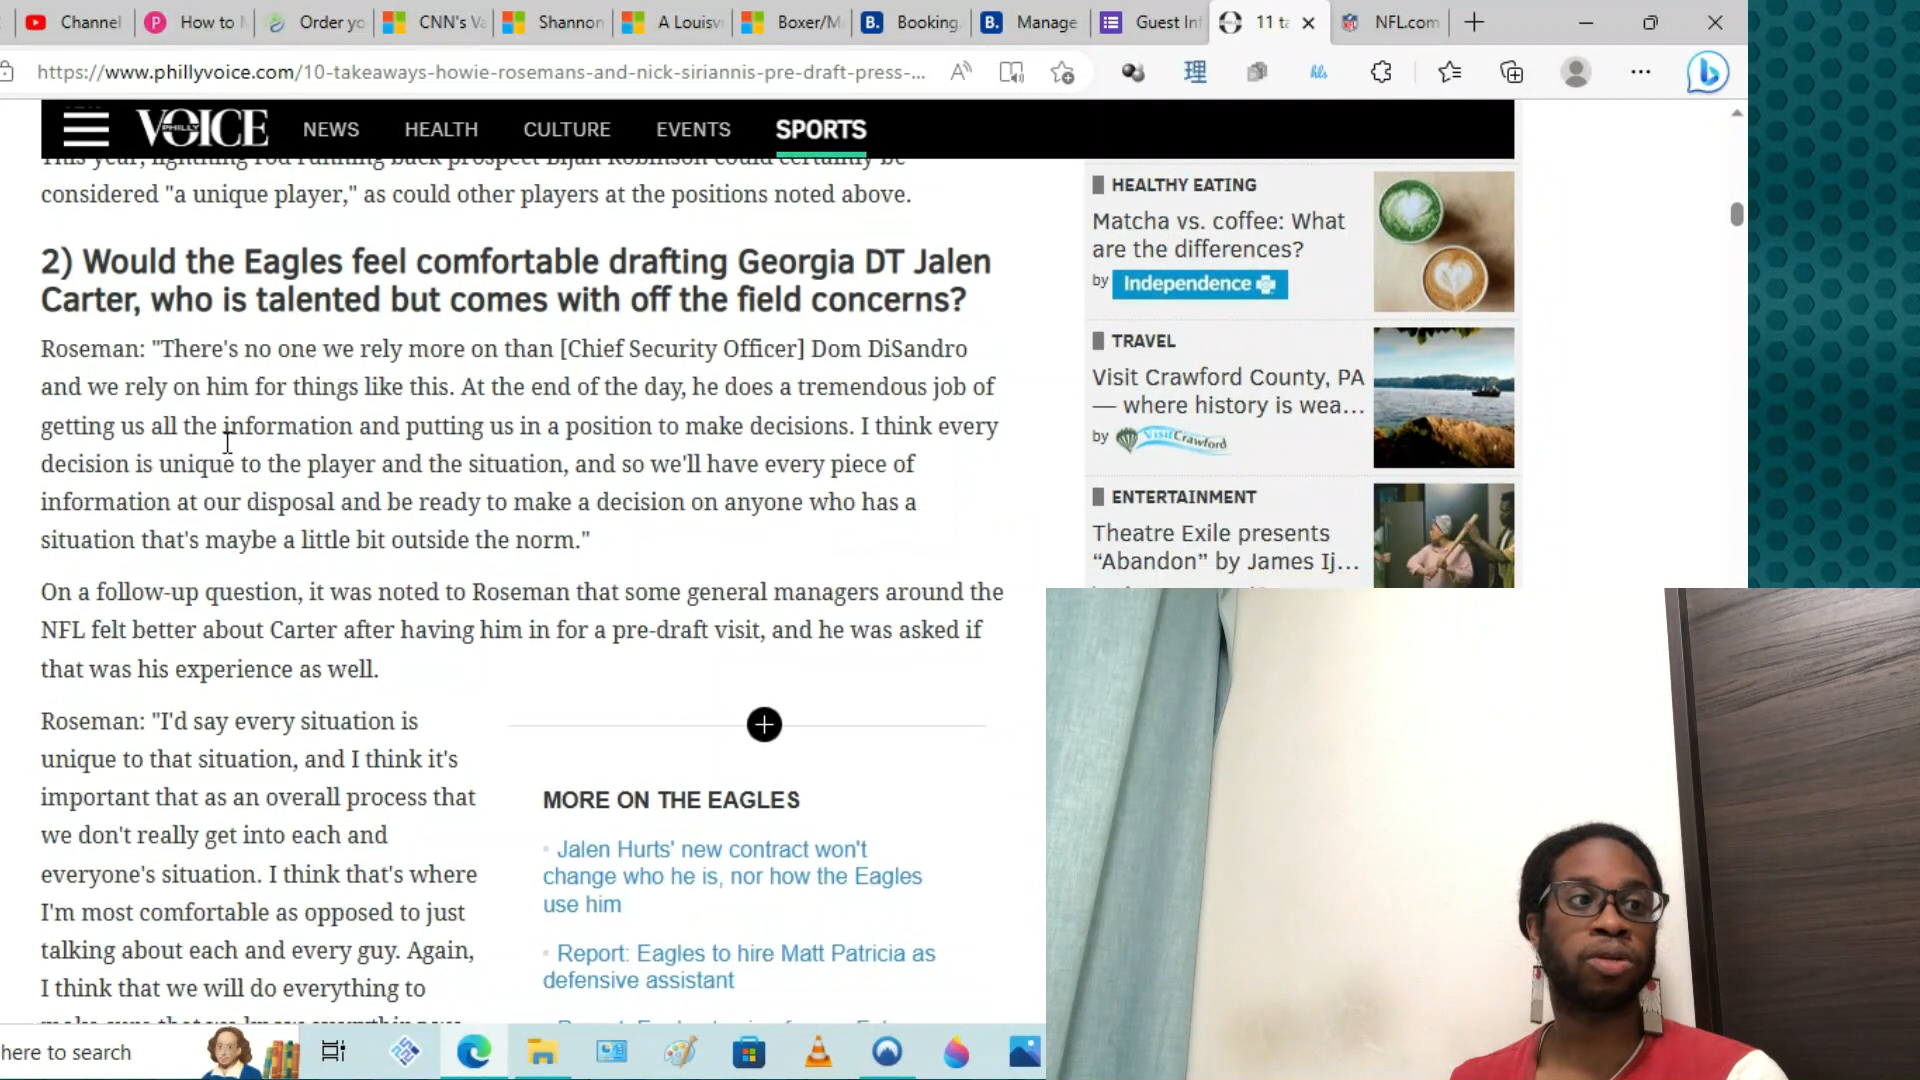 Channel
How to
Order yo
CNN's Va
Shannon
A Louisv
Boxer/M
Booking.
Manage
Guest Inf
11 ta
NFL.com
https://www.phillyvoice.com/10-takeaways-howie-rosemans-and-nick-siriannis-pre-draft-press-...
PHILLY VOICE
NEWS
HEALTH
CULTURE
EVENTS
SPORTS
This year, lightning rod running back prospect Bijan Robinson could certainly be
considered "a unique player," as could other players at the positions noted above.
2) Would the Eagles feel comfortable drafting Georgia DT Jalen
Carter, who is talented but comes with off the field concerns?
Roseman: "There's no one we rely more on than [Chief Security Officer] Dom DiSandro
and we rely on him for things like this. At the end of the day, he does a tremendous job of
getting us all the information and putting us in a position to make decisions. I think every
decision is unique to the player and the situation, and so we'll have every piece of
information at our disposal and be ready to make a decision on anyone who has a
situation that's maybe a little bit outside the norm."
On a follow-up question, it was noted to Roseman that some general managers around the
NFL felt better about Carter after having him in for a pre-draft visit, and he was asked if
that was his experience as well.
Roseman: "I'd say every situation is
unique to that situation, and I think it's
important that as an overall process that
we don't really get into each and
everyone's situation. I think that's where
I'm most comfortable as opposed to just
talking about each and every guy. Again,
I think that we will do everything to
MORE ON THE EAGLES
Jalen Hurts' new contract won't
change who he is, nor how the Eagles
use him
Report: Eagles to hire Matt Patricia as
defensive assistant
HEALTHY EATING
Matcha vs. coffee: What
are the differences?
by Independence
TRAVEL
Visit Crawford County, PA
— where history is wea...
by VisitCrawford
ENTERTAINMENT
Theatre Exile presents
“Abandon” by James Ij...
here to search